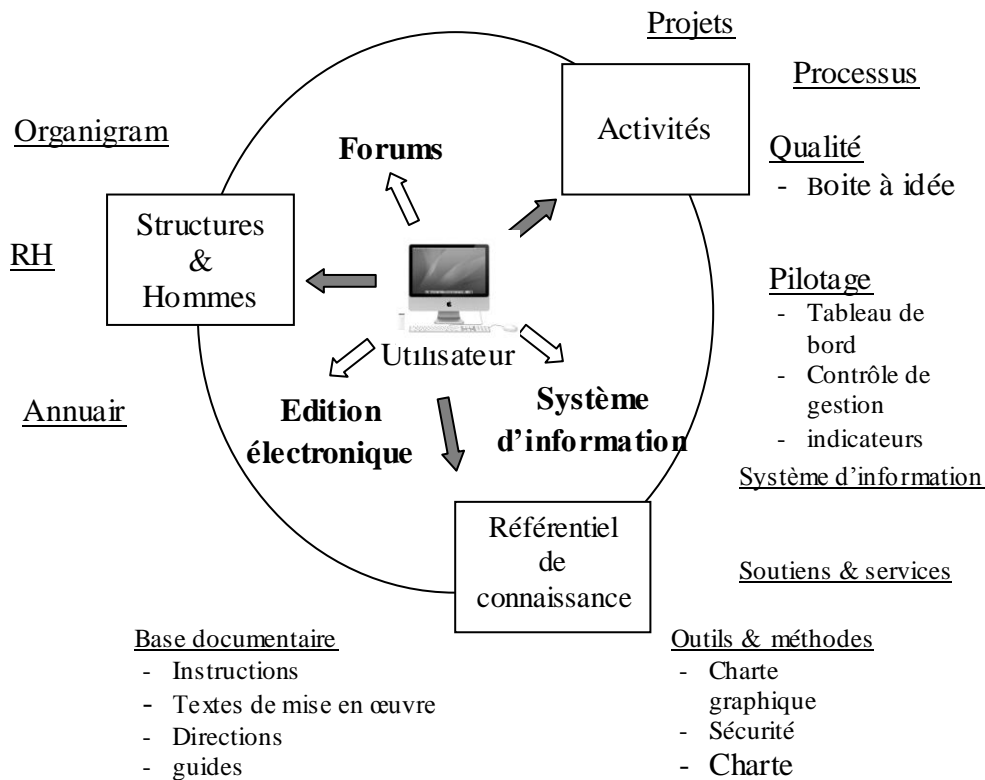 Projets
Processus
Organigram
Activités
Forums
Qualité
- Boite à idée
Structures
&
Hommes
RH
Pilotage
- Tableau de
bord
- Contrôle de
gestion
- indicateurs
Utilisateur
Annuair
Edition
électronique
Système
d’information
Système d’information
Référentiel
de
connaissance
Soutiens & services
Base documentaire
- Instructions
- Textes de mise en œuvre
- Directions
- guides
Outils & méthodes
- Charte
graphique
- Sécurité
- Charte